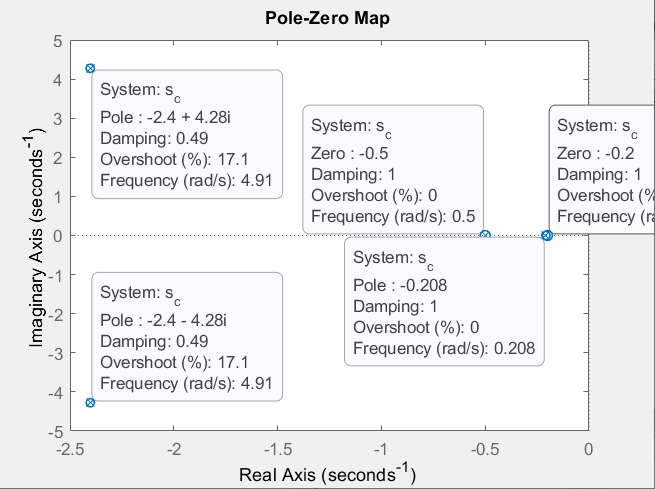 Pole-Zero Map
5
4
3
2
1
0
-1
-2
-3
-4
-5
Imaginary Axis (seconds-1)
System: sc
Pole : -2.4 + 4.28i
Damping: 0.49
Overshoot (%): 17.1
Frequency (rad/s): 4.91
System: sc
Zero : -0.5
Damping: 1
Overshoot (%): 0
Frequency (rad/s): 0.5
System: sc
Zero : -0.2
Damping: 1
Overshoot (%
Frequency (ra
System: sc
Pole : -0.208
Damping: 1
Overshoot (%): 0
Frequency (rad/s): 0.208
System: sc
Pole : -2.4 - 4.28i
Damping: 0.49
Overshoot (%): 17.1
Frequency (rad/s): 4.91
-2.5
-2
-1.5
-1
-0.5
0
Real Axis (seconds-1)